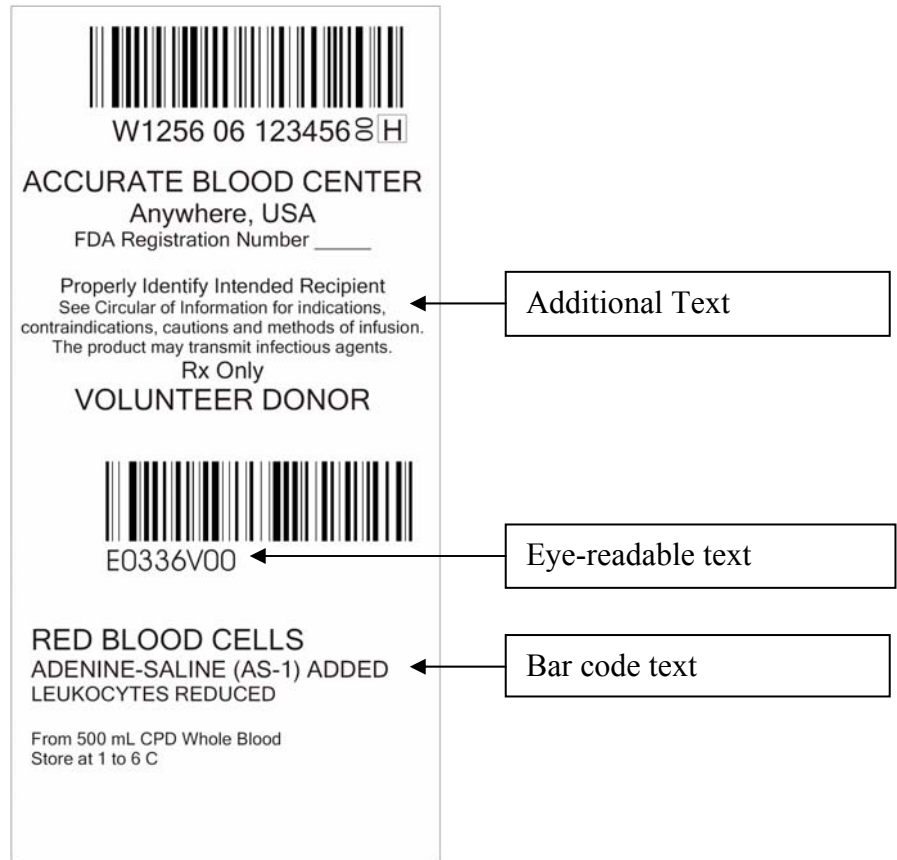 W1256 06 123456 00 H
ACCURATE BLOOD CENTER
Anywhere, USA
FDA Registration Number _____
Properly Identify Intended Recipient
See Circular of Information for indications,
contraindications, cautions and methods of infusion.
The product may transmit infectious agents.
Rx Only
VOLUNTEER DONOR
Additional Text
E0336V00
Eye-readable text
RED BLOOD CELLS
ADENINE-SALINE (AS-1) ADDED
LEUKOCYTES REDUCED
Bar code text
From 500 mL CPD Whole Blood
Store at 1 to 6 C